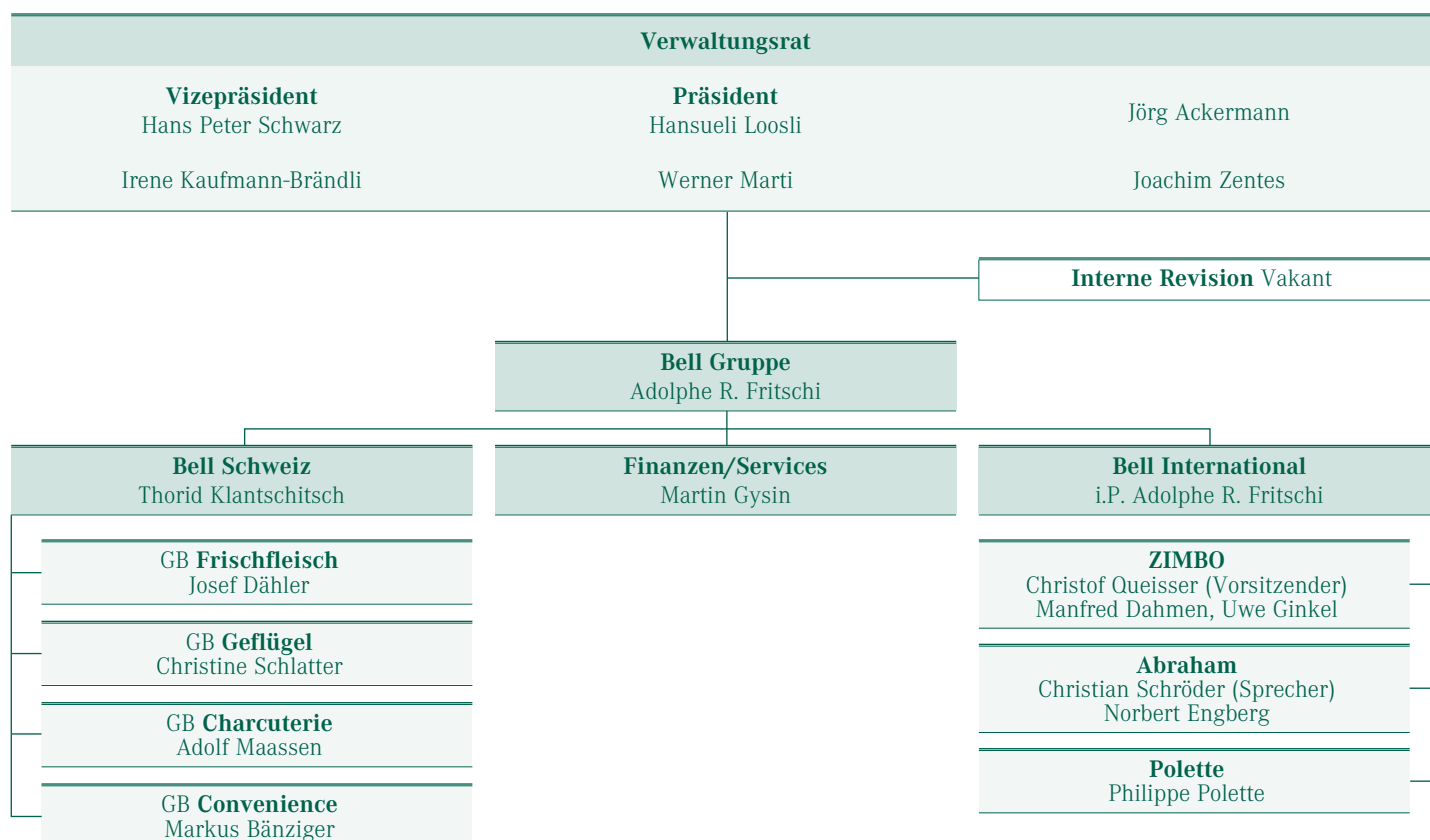 Verwaltungsrat
Vizepräsident
Hans Peter Schwarz
Präsident
Hansueli Loosli
Jörg Ackermann
Irene Kaufmann-Brändli
Werner Marti
Joachim Zentes
Interne Revision Vakant
Bell Gruppe
Adolphe R. Fritschi
Bell Schweiz
Thorid Klantschitsch
Finanzen/Services
Martin Gysin
Bell International
i.P. Adolphe R. Fritschi
GB Frischfleisch
Josef Dähler
GB Geflügel
Christine Schlatter
GB Charcuterie
Adolf Maassen
GB Convenience
Markus Bänziger
ZIMBO
Christof Queisser (Vorsitzender)
Manfred Dahmen, Uwe Ginkel
Abraham
Christian Schröder (Sprecher)
Norbert Engberg
Polette
Philippe Polette